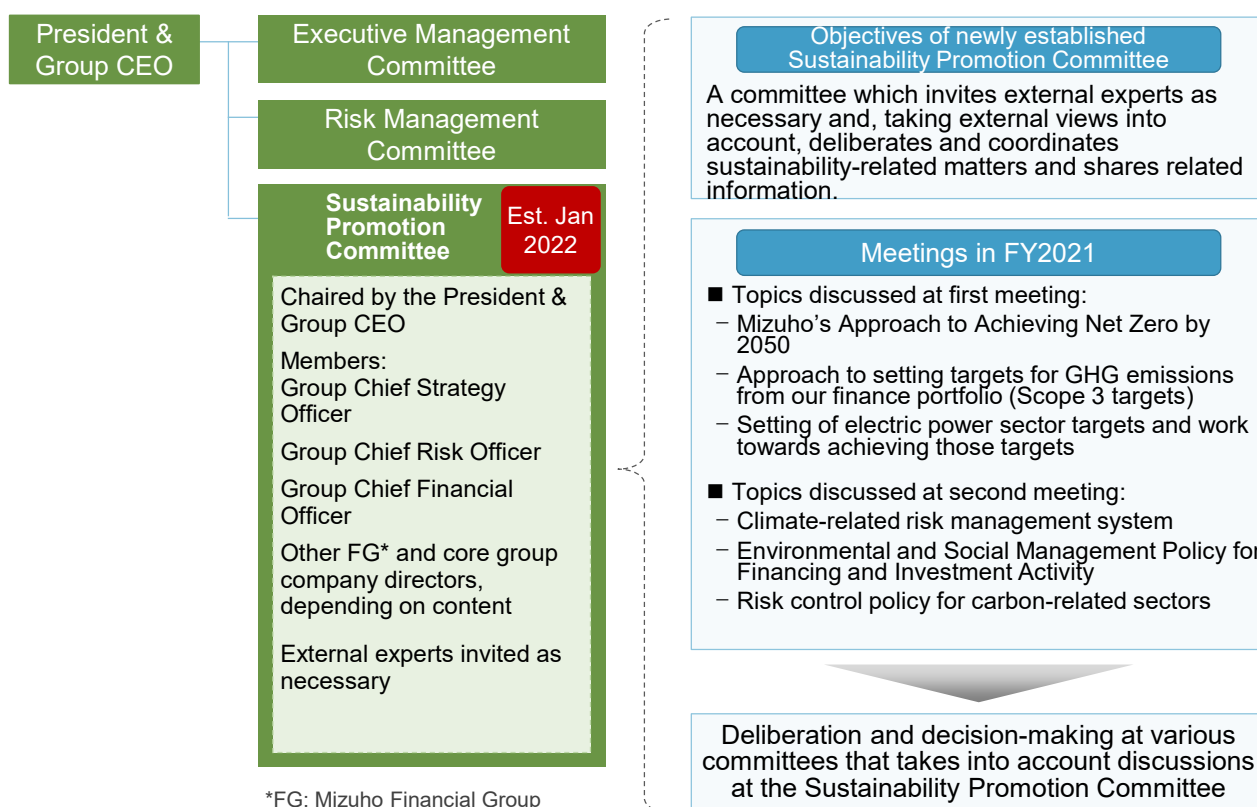 President &
Group CEO
Executive Management
Committee
Risk Management
Committee
Sustainability
Promotion
Committee
Est. Jan
2022
Chaired by the President &
Group CEO
Members:
Group Chief Strategy
Officer
Group Chief Risk Officer
Group Chief Financial
Officer
Other FG* and core group
company directors,
depending on content
External experts invited as
necessary
*FG: Mizuho Financial Group
Objectives of newly established
Sustainability Promotion Committee
A committee which invites external experts as
necessary and, taking external views into
account, deliberates and coordinates
sustainability-related matters and shares related
information.
Meetings in FY2021
■ Topics discussed at first meeting:
– Mizuho's Approach to Achieving Net Zero by
2050
– Approach to setting targets for GHG emissions
from our finance portfolio (Scope 3 targets)
– Setting of electric power sector targets and work
towards achieving those targets
■ Topics discussed at second meeting:
– Climate-related risk management system
– Environmental and Social Management Policy for
Financing and Investment Activity
– Risk control policy for carbon-related sectors
Deliberation and decision-making at various
committees that takes into account discussions
at the Sustainability Promotion Committee